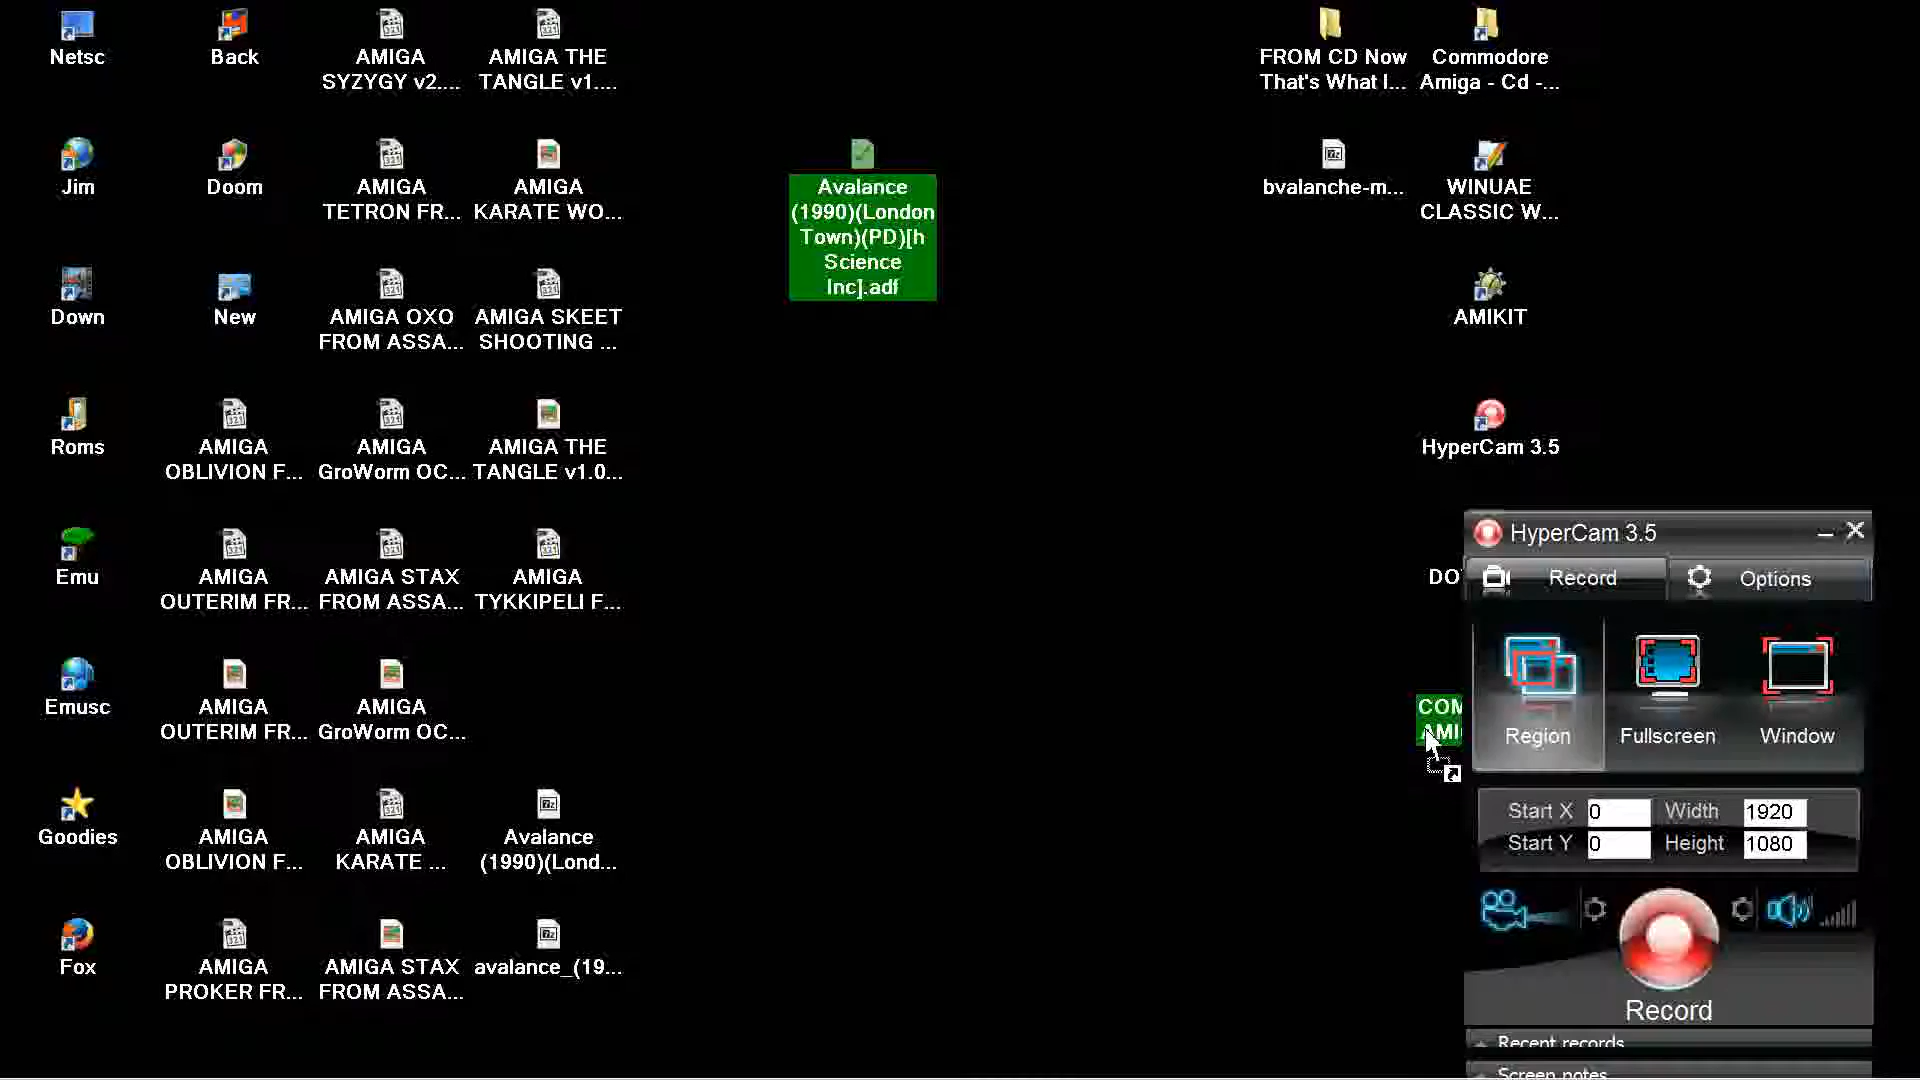 Netsc
Back
AMIGA
SYZYGY v2....
AMIGA THE
TANGLE v1....
FROM CD Now
That's What I...
Commodore
Amiga - Cd -...
Jim
Doom
AMIGA
TETRON FR...
AMIGA
KARATE WO...
Avalance
(1990)(London
Town)(PD)[h
Science
Inc].adf
bvalanche-m...
WINUAE
CLASSIC W...
Down
New
AMIGA OXO
FROM ASSA...
AMIGA SKEET
SHOOTING ...
AMIKIT
Roms
AMIGA
OBLIVION F...
AMIGA
GroWorm OC...
AMIGA THE
TANGLE v1.0...
HyperCam 3.5
Emu
AMIGA
OUTERIM FR...
AMIGA STAX
FROM ASSA...
AMIGA
TYKKIPELI F...
DO
Emusc
AMIGA
OUTERIM FR...
AMIGA
GroWorm OC...
COM
AMI
Goodies
AMIGA
OBLIVION F...
AMIGA
KARATE ...
Avalance
(1990)(Lond...
Fox
AMIGA
PROKER FR...
AMIGA STAX
FROM ASSA...
avalance_(19...
HyperCam 3.5
Record Options
Region Fullscreen Window
Start X 0 Width 1920
Start Y 0 Height 1080
Record
Recent records
Screen notes